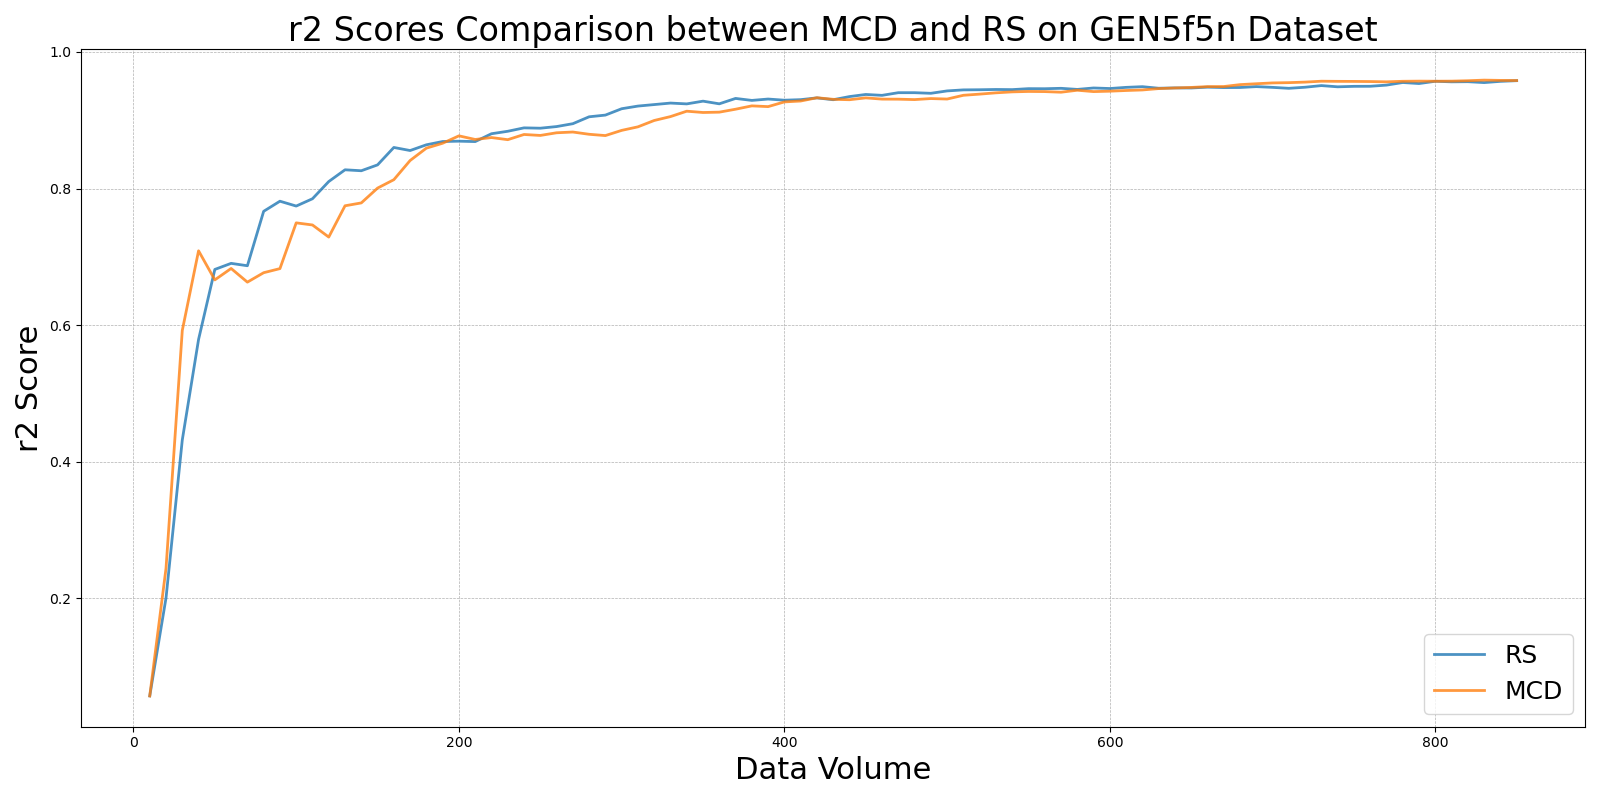 r2 Scores Comparison between MCD and RS on GEN5f5n Dataset
1.0
0.8
0.6
0.4
0.2
r2 Score
0 200 400 600 800
Data Volume
RS
MCD